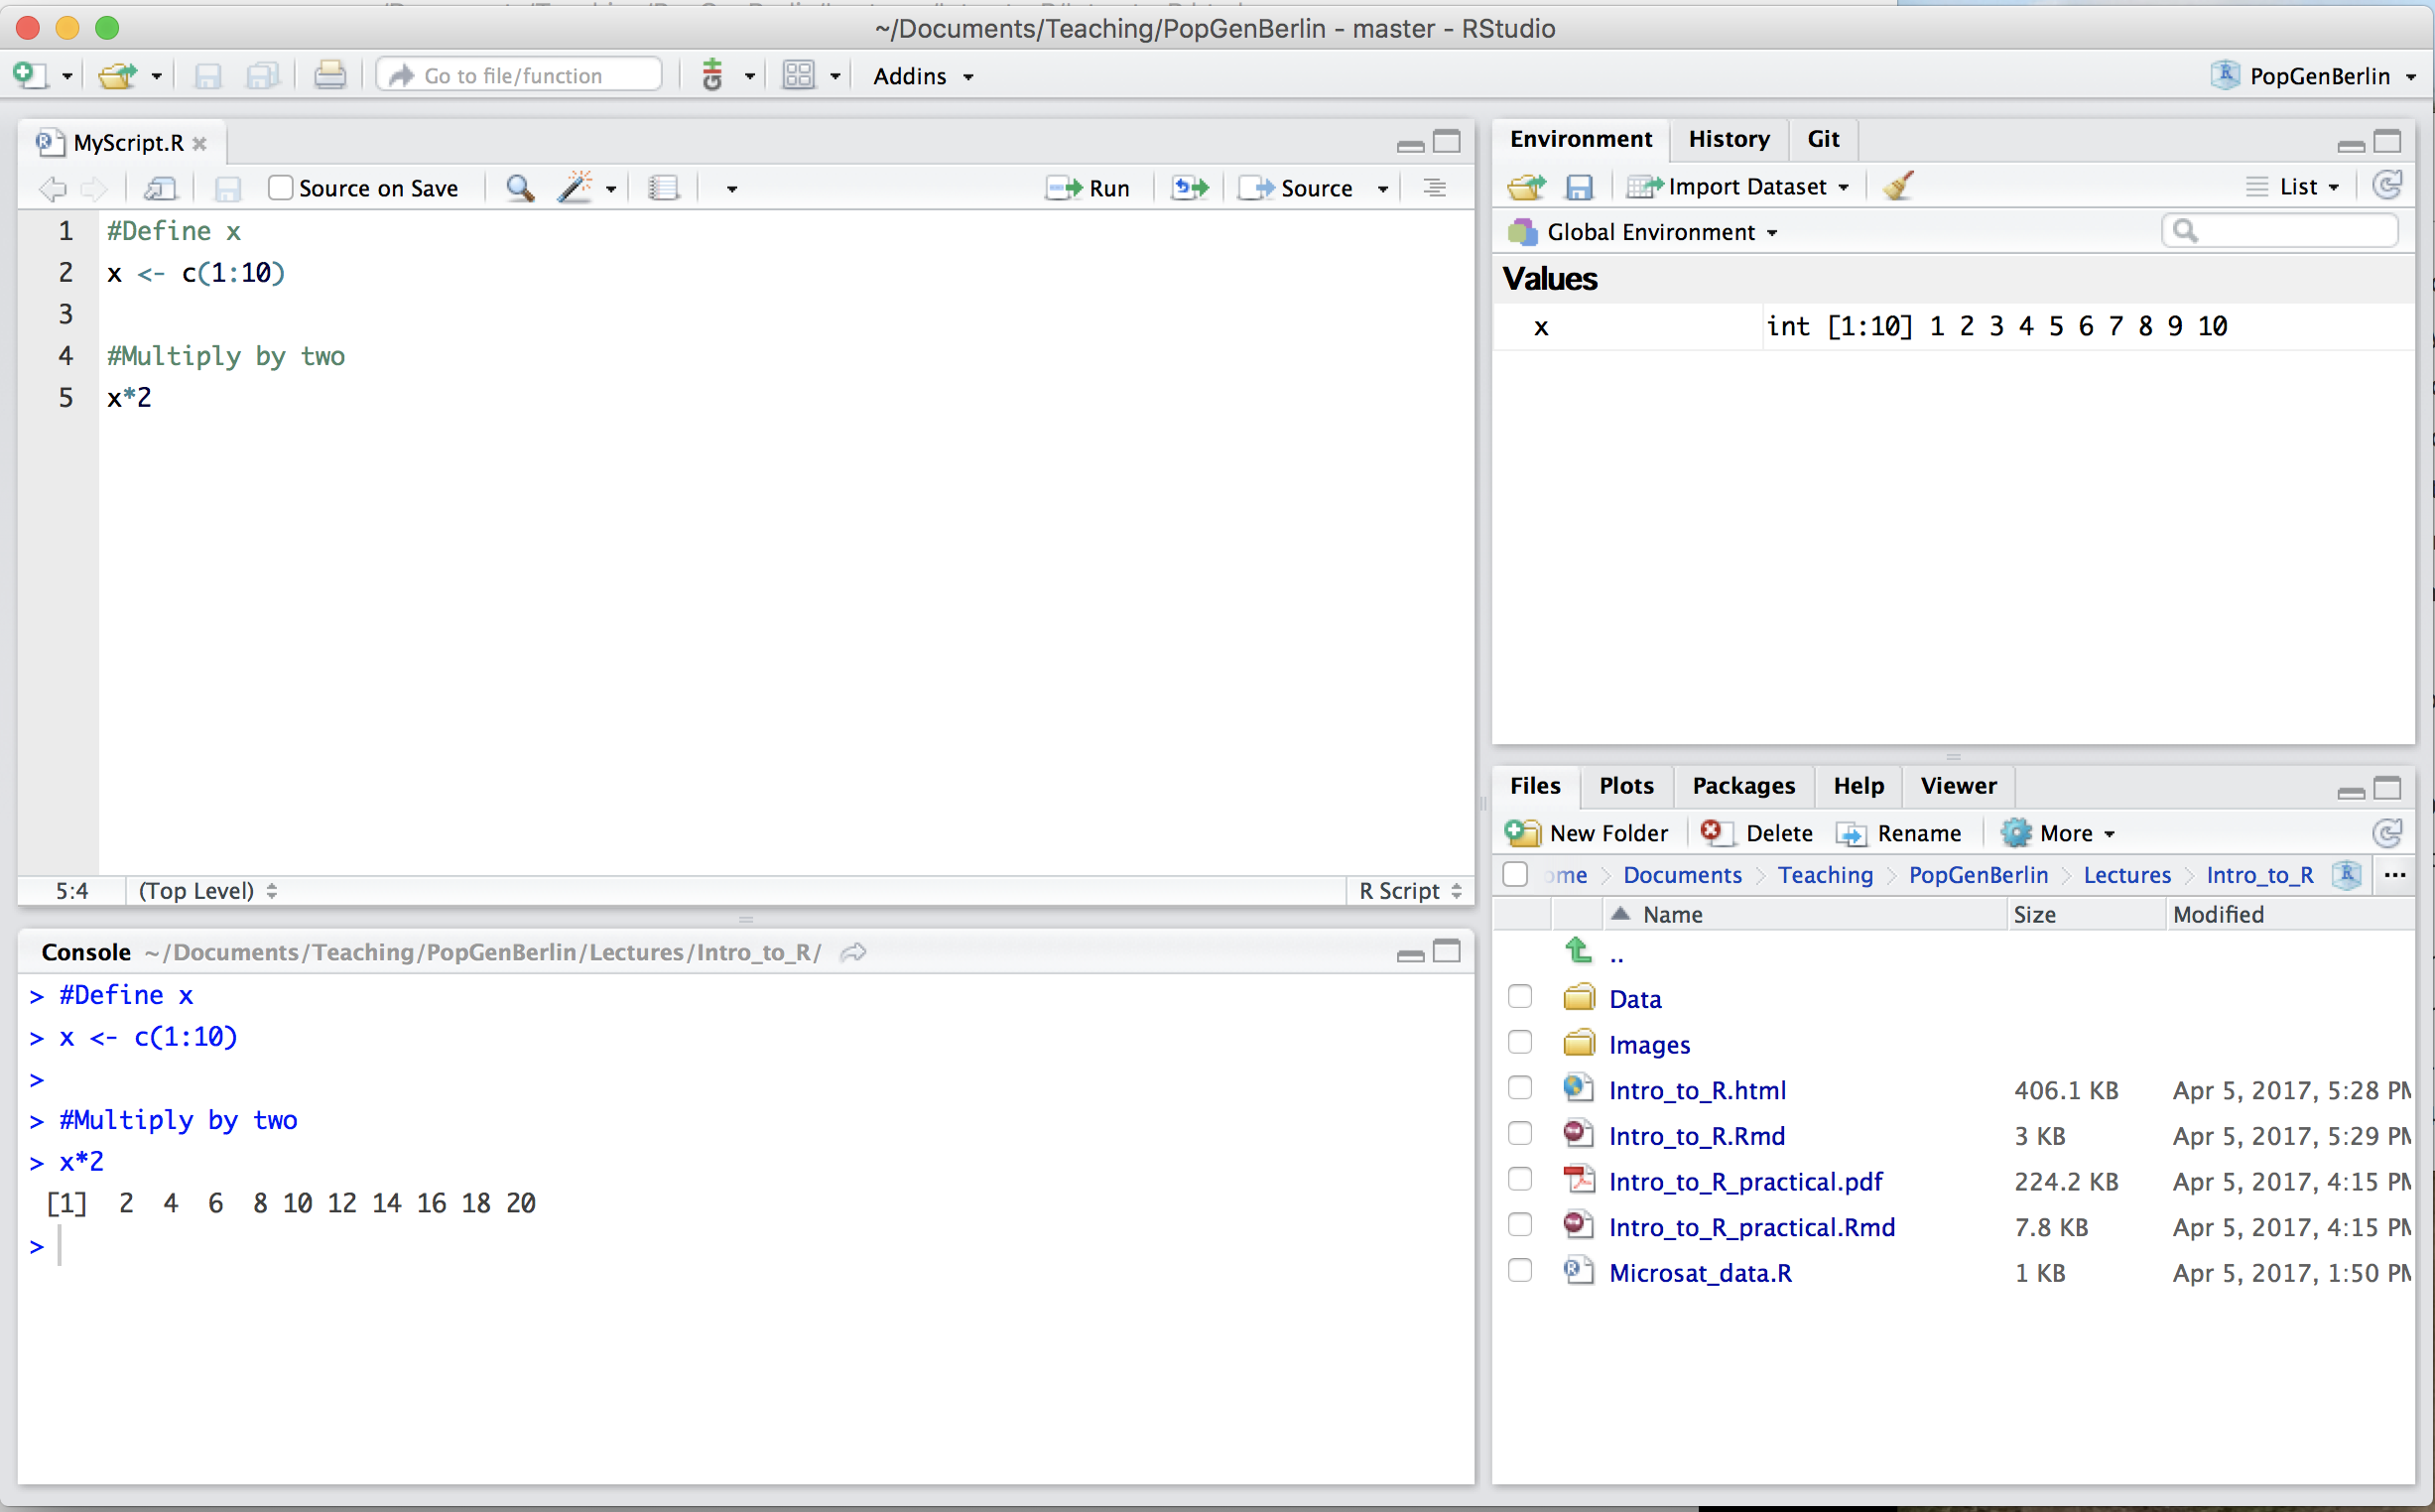 ~/Documents/Teaching/PopGenBerlin - master - RStudio
Go to file/function
Addins
PopGenBerlin
MyScript.R
Source on Save
Run
Source
1 #Define x
2 x <- c(1:10)
3
4 #Multiply by two
5 x*2
5:4 (Top Level) R Script
Console ~/Documents/Teaching/PopGenBerlin/Lectures/Intro_to_R/
> #Define x
> x <- c(1:10)
>
> #Multiply by two
> x*2
[1] 2 4 6 8 10 12 14 16 18 20
>
Environment History Git
Import Dataset List
Global Environment
Values
x int [1:10] 1 2 3 4 5 6 7 8 9 10
Files Plots Packages Help Viewer
New Folder Delete Rename More
ome Documents Teaching PopGenBerlin Lectures Intro_to_R ...
Name Size Modified
..
Data
Images
Intro_to_R.html 406.1 KB Apr 5, 2017, 5:28 PM
Intro_to_R.Rmd 3 KB Apr 5, 2017, 5:29 PM
Intro_to_R_practical.pdf 224.2 KB Apr 5, 2017, 4:15 PM
Intro_to_R_practical.Rmd 7.8 KB Apr 5, 2017, 4:15 PM
Microsat_data.R 1 KB Apr 5, 2017, 1:50 PM